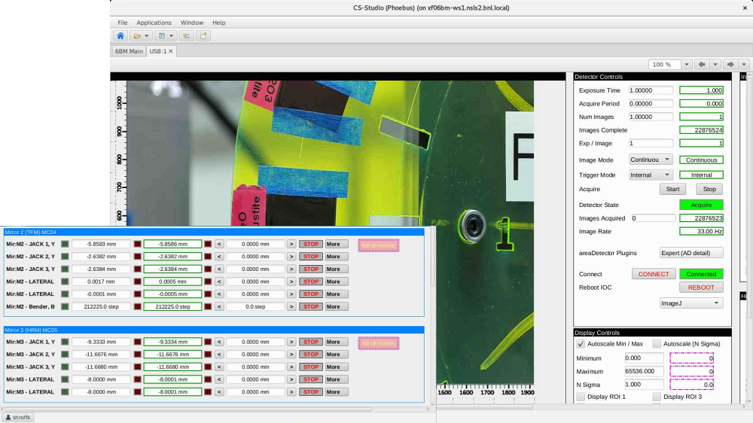 CS-Studio (Phoebus) (on xf06bm-ws1.nsls2.bnl.local)
File Applications Window Help
6BM Main USB:1
100 %
Detector Controls
Exposure Time 1.00000 1.000
Acquire Period 0.00000 0.000
Num Images 1.00000 1
Images Complete 22876524
Exp / Image 1 1
Image Mode Continuou Continuous
Trigger Mode Internal Internal
Acquire Start Stop
Detector State Acquire
Images Acquired 0 22876523
Image Rate 33.00 Hz
areaDetector Plugins Expert (AD detail)
Connect CONNECT Connected
Reboot IOC REBOOT
ImageJ
Display Controls
Autoscale Min / Max Autoscale (N Sigma)
Minimum 0.000 0
Maximum 65536.000 0
N Sigma 1.000 0.0
Display ROI 1 Display ROI 3
1000
900
800
700
600
1
1600 1700 1800 1900
Mirror 2 (TFM) MC04
Mir:M2 - JACK 1, Y -5.8583 mm -5.8586 mm < 0.0000 mm > STOP More
Mir:M2 - JACK 2, Y -2.6382 mm -2.6382 mm < 0.0000 mm > STOP More
Mir:M2 - JACK 3, Y -2.6384 mm -2.6384 mm < 0.0000 mm > STOP More
Mir:M2 - LATERAL 0.0017 mm 0.0005 mm < 0.0000 mm > STOP More
Mir:M2 - LATERAL -0.0001 mm -0.0005 mm < 0.0000 mm > STOP More
Mir:M2 - Bender, B 212225.0 step 212225.0 step < 0.0 step > STOP More
Mirror 3 (HRM) MC05
Mir:M3 - JACK 1, Y -9.3333 mm -9.3334 mm < 0.0000 mm > STOP More
Mir:M3 - JACK 2, Y -11.6676 mm -11.6676 mm < 0.0000 mm > STOP More
Mir:M3 - JACK 3, Y -11.6680 mm -11.6680 mm < 0.0000 mm > STOP More
Mir:M3 - LATERAL -8.0000 mm -8.0001 mm < 0.0000 mm > STOP More
Mir:M3 - LATERAL -8.0000 mm -8.0001 mm < 0.0000 mm > STOP More
shroffk